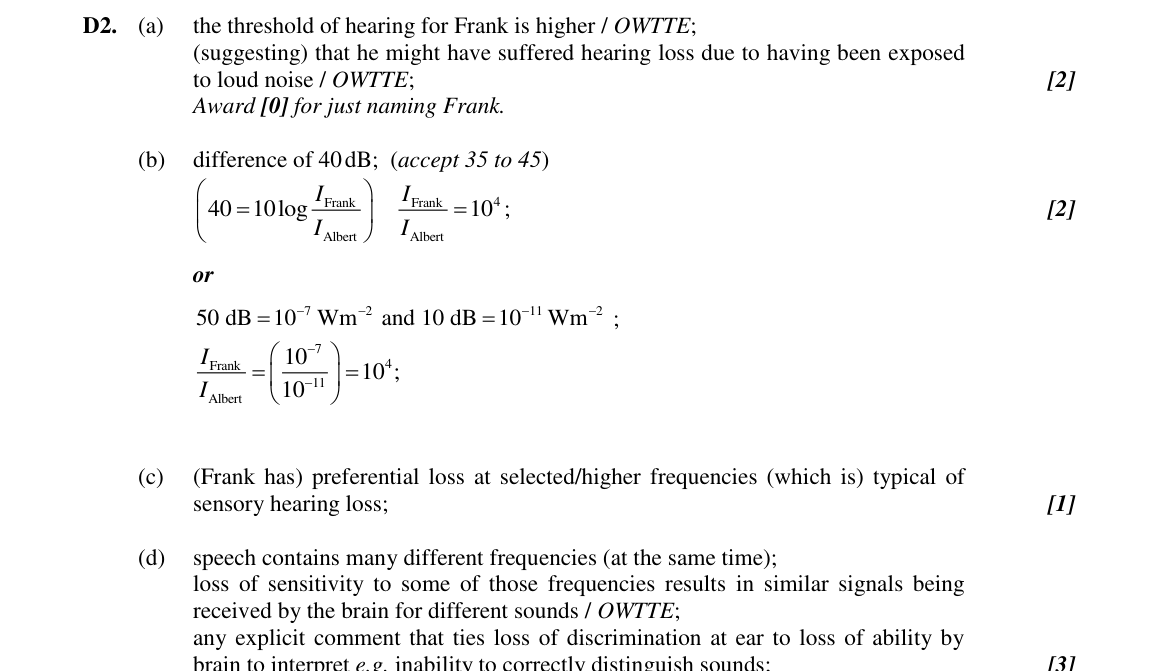 D2. (a) the threshold of hearing for Frank is higher / OWTTE;
(suggesting) that he might have suffered hearing loss due to having been exposed
to loud noise / OWTTE; [2]
Award [0] for just naming Frank.
(b) difference of 40 dB; (accept 35 to 45)
(40 = 10 log I_Frank / I_Albert) I_Frank / I_Albert = 10⁴; [2]
or
50 dB = 10⁻⁷ Wm⁻² and 10 dB = 10⁻¹¹ Wm⁻² ;
I_Frank / I_Albert = (10⁻⁷ / 10⁻¹¹) = 10⁴;
(c) (Frank has) preferential loss at selected/higher frequencies (which is) typical of
sensory hearing loss; [1]
(d) speech contains many different frequencies (at the same time);
loss of sensitivity to some of those frequencies results in similar signals being
received by the brain for different sounds / OWTTE;
any explicit comment that ties loss of discrimination at ear to loss of ability by
brain to interpret e.g. inability to correctly distinguish sounds; [3]